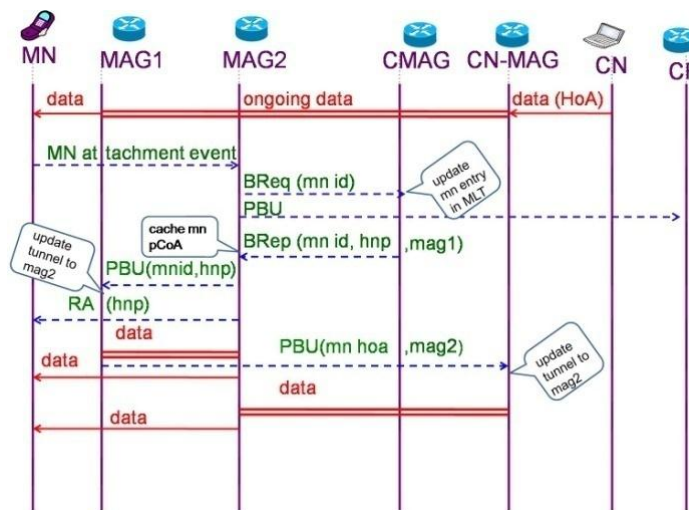 MN MAG1 MAG2 CMAG CN-MAG CN
data ongoing data data (HoA)
MN at tachment event
BReq (mn id)
update
mn entry
in MLT
PBU
cache mn
pCoA
BRep (mn id, hnp ,mag1)
update
tunnel to
mag2
PBU(mnid,hnp)
RA (hnp)
data
PBU(mn hoa ,mag2)
update
tunnel to
mag2
data
data
data